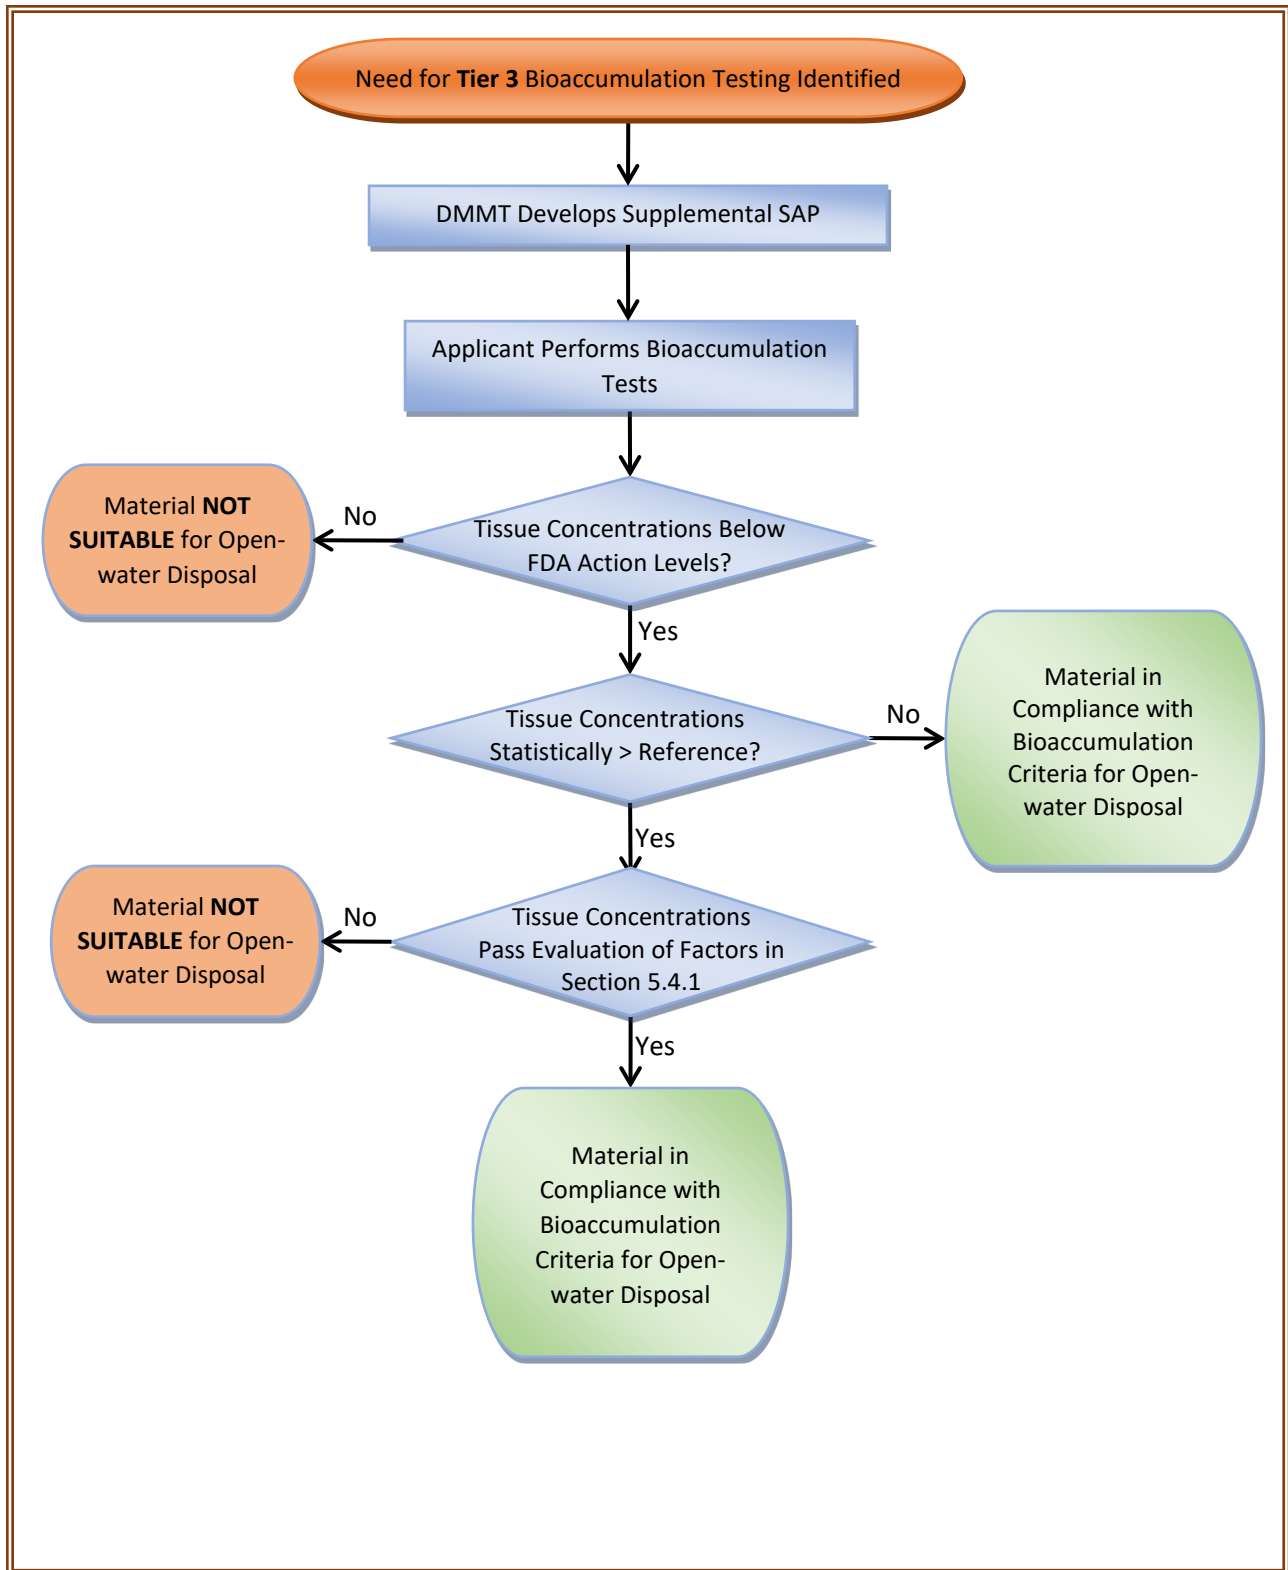 Need for Tier 3 Bioaccumulation Testing Identified
DMMT Develops Supplemental SAP
Applicant Performs Bioaccumulation
Tests
Tissue Concentrations Below
FDA Action Levels?
No
Material NOT
SUITABLE for Open-
water Disposal
Yes
Tissue Concentrations
Statistically > Reference?
No
Material in
Compliance with
Bioaccumulation
Criteria for Open-
water Disposal
Yes
Tissue Concentrations
Pass Evaluation of Factors in
Section 5.4.1
No
Material NOT
SUITABLE for Open-
water Disposal
Yes
Material in
Compliance with
Bioaccumulation
Criteria for Open-
water Disposal